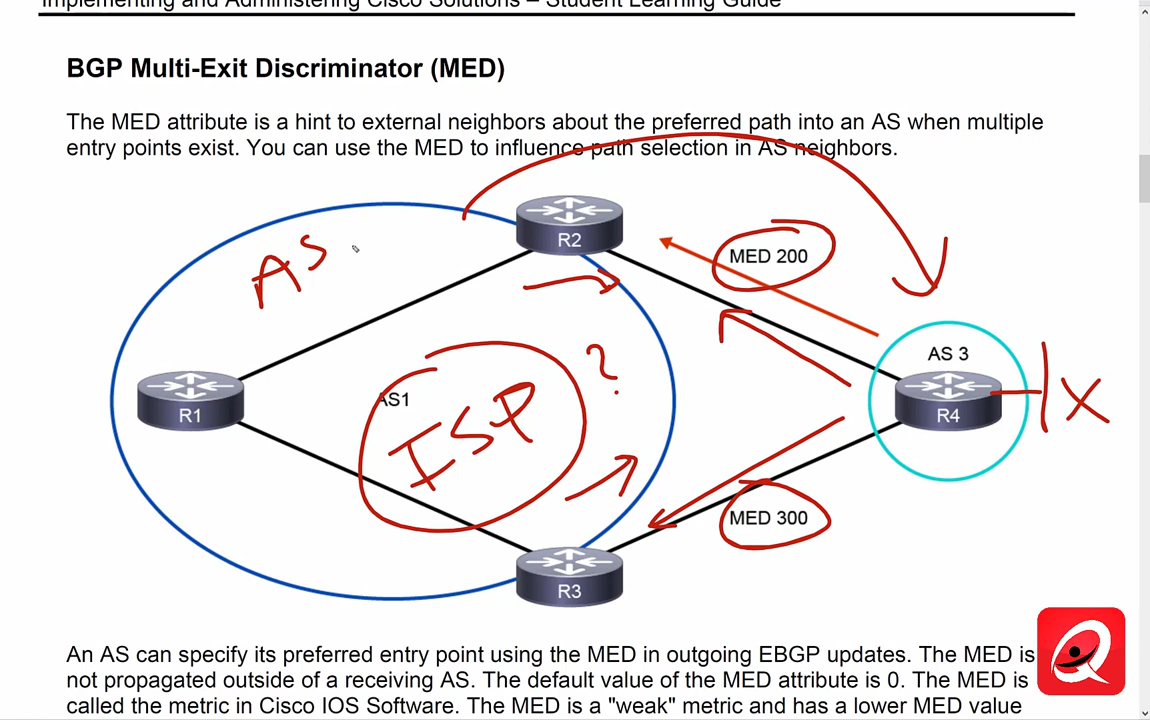 Implementing and Administering Cisco Solutions – Student Learning Guide
BGP Multi-Exit Discriminator (MED)
The MED attribute is a hint to external neighbors about the preferred path into an AS when multiple
entry points exist. You can use the MED to influence path selection in AS neighbors.
R2
AS
MED 200
?
AS 3
R1
AS1
R4
X
ISP
MED 300
R3
An AS can specify its preferred entry point using the MED in outgoing EBGP updates. The MED is
not propagated outside of a receiving AS. The default value of the MED attribute is 0. The MED is
called the metric in Cisco IOS Software. The MED is a "weak" metric and has a lower MED value